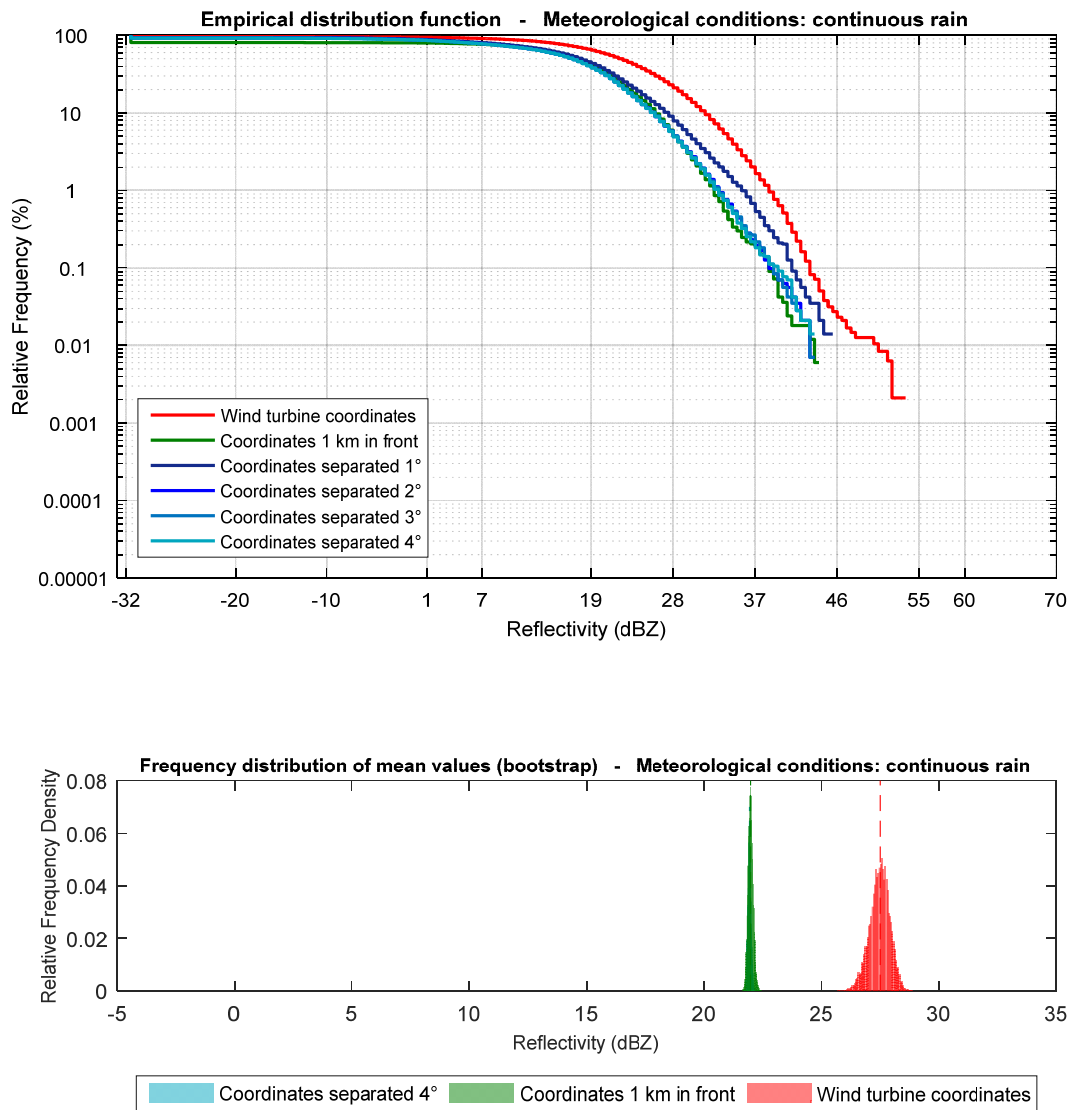 Empirical distribution function - Meteorological conditions: continuous rain
100
10
1
0.1
0.01
0.001
0.0001
0.00001
Relative Frequency (%)
Wind turbine coordinates
Coordinates 1 km in front
Coordinates separated 1°
Coordinates separated 2°
Coordinates separated 3°
Coordinates separated 4°
-32 -20 -10 1 7 19 28 37 46 55 60 70
Reflectivity (dBZ)
Frequency distribution of mean values (bootstrap) - Meteorological conditions: continuous rain
0.08
0.06
0.04
0.02
0
Relative Frequency Density
-5 0 5 10 15 20 25 30 35
Reflectivity (dBZ)
Coordinates separated 4° Coordinates 1 km in front Wind turbine coordinates